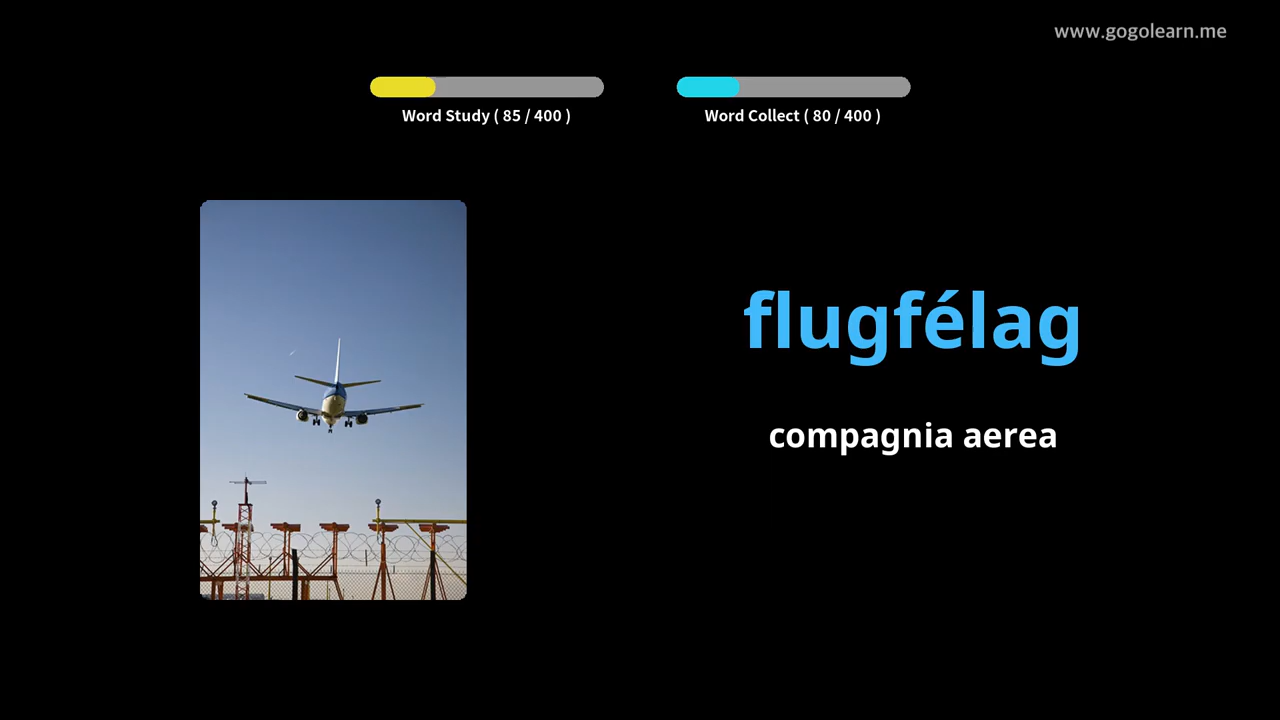 www.gogolearn.me
Word Study ( 85 / 400 )
Word Collect ( 80 / 400 )
flugfélag
compagnia aerea